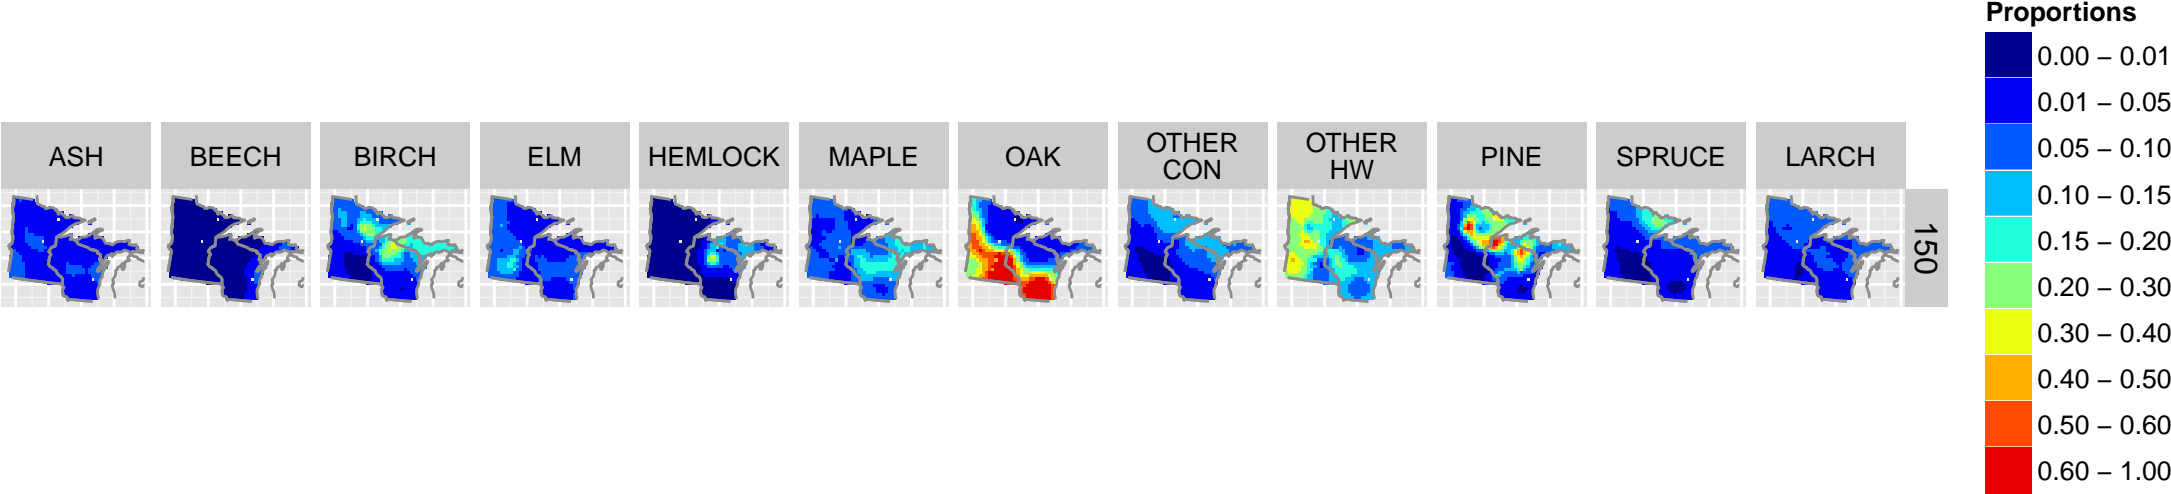 Proportions
0.00 – 0.01
0.01 – 0.05
0.05 – 0.10
0.10 – 0.15
0.15 – 0.20
0.20 – 0.30
0.30 – 0.40
0.40 – 0.50
0.50 – 0.60
0.60 – 1.00
ASH
BEECH
BIRCH
ELM
HEMLOCK
MAPLE
OAK
OTHER
CON
OTHER
HW
PINE
SPRUCE
LARCH
150